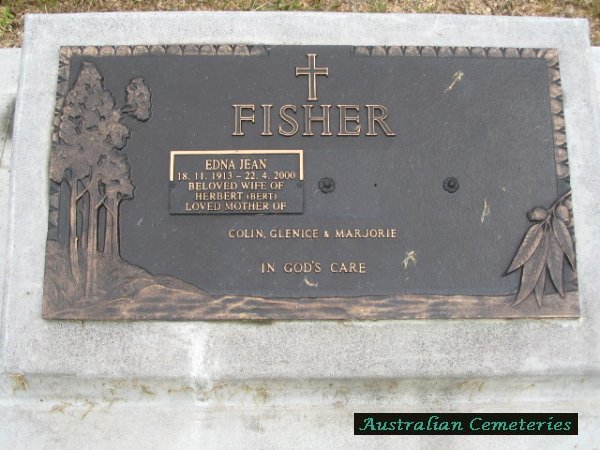 FISHER
EDNA JEAN
18. 11. 1913 – 22. 4. 2000
BELOVED WIFE OF
HERBERT (BERT)
LOVED MOTHER OF
COLIN, GLENICE & MARJORIE
IN GOD'S CARE
Australian Cemeteries